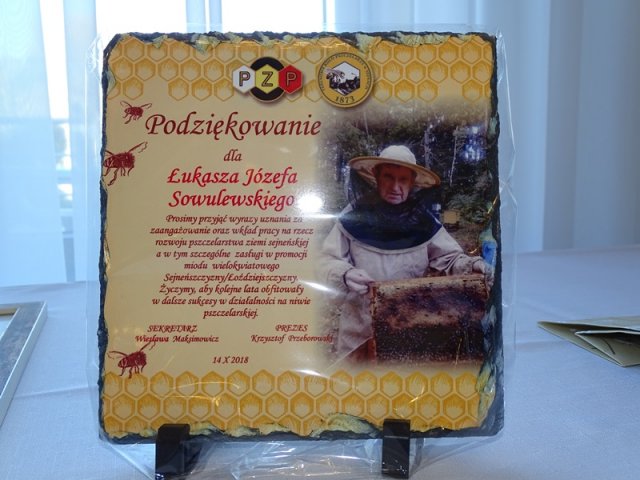 PZP
1873
Podziękowanie
dla
Łukasza Józefa
Sowulewskiego
Prosimy przyjąć wyrazy uznania za
zaangażowanie oraz wkład pracy na rzecz
rozwoju pszczelarstwa ziemi sejneńskiej
a w tym szczególne zasługi w promocji
miodu wielokwiatowego
Sejneńszczyzny/Łoździejszczyzny.
Życzymy, aby kolejne lata obfitowały
w dalsze sukcesy w działalności na niwie
pszczelarskiej.
SEKRETARZ PREZES
Wiesława Maksimowicz Krzysztof Przeborowski
14 X 2018